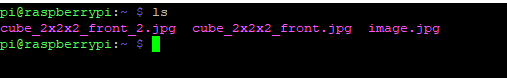 pi@raspberrypi:~ $ ls
cube_2x2x2_front_2.jpg  cube_2x2x2_front.jpg  image.jpg
pi@raspberrypi:~ $